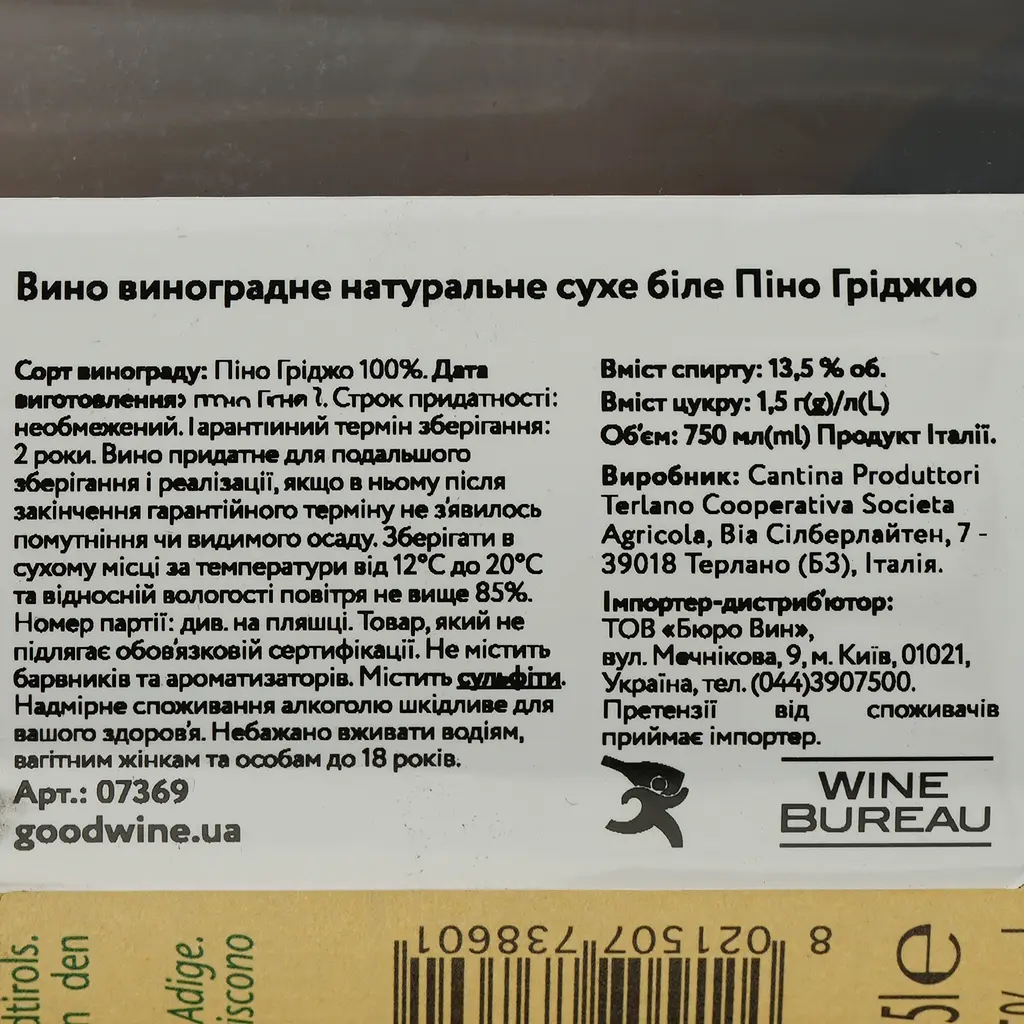 Вино виноградне натуральне сухе біле Піно Гріджио
Сорт винограду: Піно Гріджо 100%. Дата
виготовлення: Строк придатності:
необмежений. Гарантійний термін зберігання:
2 роки. Вино придатне для подальшого
зберігання і реалізації, якщо в ньому після
закінчення гарантійного терміну не з'явилось
помутніння чи видимого осаду. Зберігати в
сухому місці за температури від 12°C до 20°C
та відносній вологості повітря не вище 85%.
Номер партії: див. на пляшці. Товар, який не
підлягає обов'язковій сертифікації. Не містить
барвників та ароматизаторів. Містить сульфіти.
Надмірне споживання алкоголю шкідливе для
вашого здоров'я. Небажано вживати водіям,
вагітним жінкам та особам до 18 років.
Арт.: 07369
goodwine.ua
Вміст спирту: 13,5 % об.
Вміст цукру: 1,5 г(g)/л(L)
Об'єм: 750 мл(ml) Продукт Італії.
Виробник: Cantina Produttori
Terlano Cooperativa Societa
Agricola, Віа Сілберлайтен, 7 -
39018 Терлано (БЗ), Італія.
Імпортер-дистриб'ютор:
ТОВ «Бюро Вин»,
вул. Мечнікова, 9, м. Київ, 01021,
Україна, тел. (044)3907500.
Претензії від споживачів
приймає імпортер.
WINE
BUREAU
dtirols.
den
Adige.
iscono
8 021507 738601
5l e